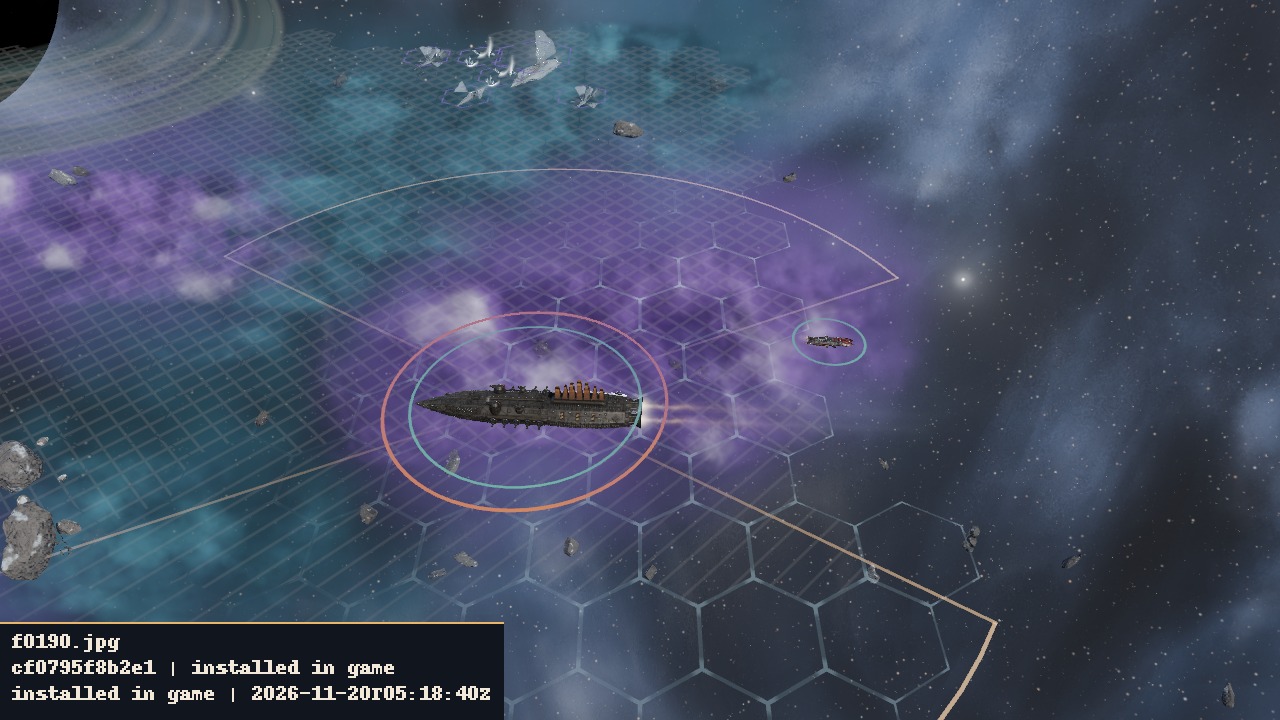 f0190.jpg
cf0795f8b2e1 | installed in game
installed in game | 2026-11-20T05:18:40Z